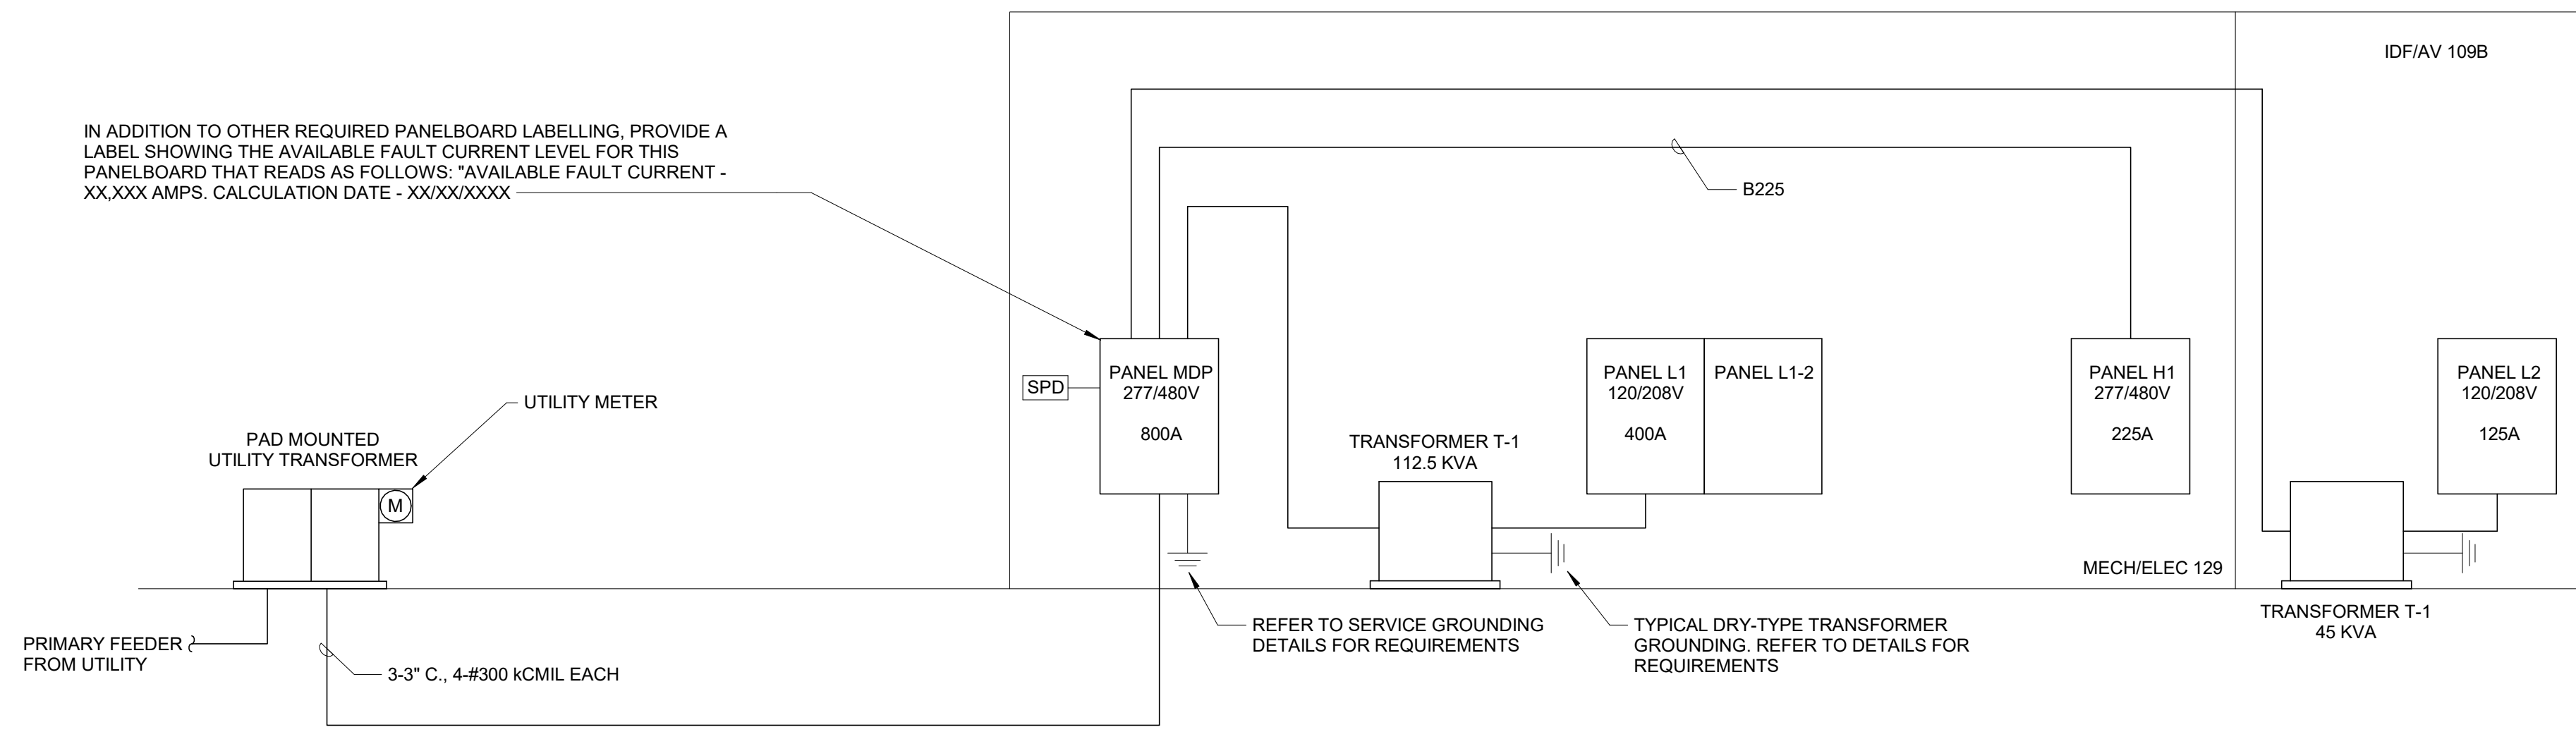 IDF/AV 109B
IN ADDITION TO OTHER REQUIRED PANELBOARD LABELLING, PROVIDE A
LABEL SHOWING THE AVAILABLE FAULT CURRENT LEVEL FOR THIS
PANELBOARD THAT READS AS FOLLOWS: "AVAILABLE FAULT CURRENT -
XX,XXX AMPS. CALCULATION DATE - XX/XX/XXXX
B225
SPD
PANEL MDP
277/480V
800A
PANEL L1
120/208V
400A
PANEL L1-2
PANEL H1
277/480V
225A
PANEL L2
120/208V
125A
UTILITY METER
PAD MOUNTED
UTILITY TRANSFORMER
M
TRANSFORMER T-1
112.5 KVA
MECH/ELEC 129
TRANSFORMER T-1
45 KVA
PRIMARY FEEDER
FROM UTILITY
3-3" C., 4-#300 kCMIL EACH
REFER TO SERVICE GROUNDING
DETAILS FOR REQUIREMENTS
TYPICAL DRY-TYPE TRANSFORMER
GROUNDING. REFER TO DETAILS FOR
REQUIREMENTS